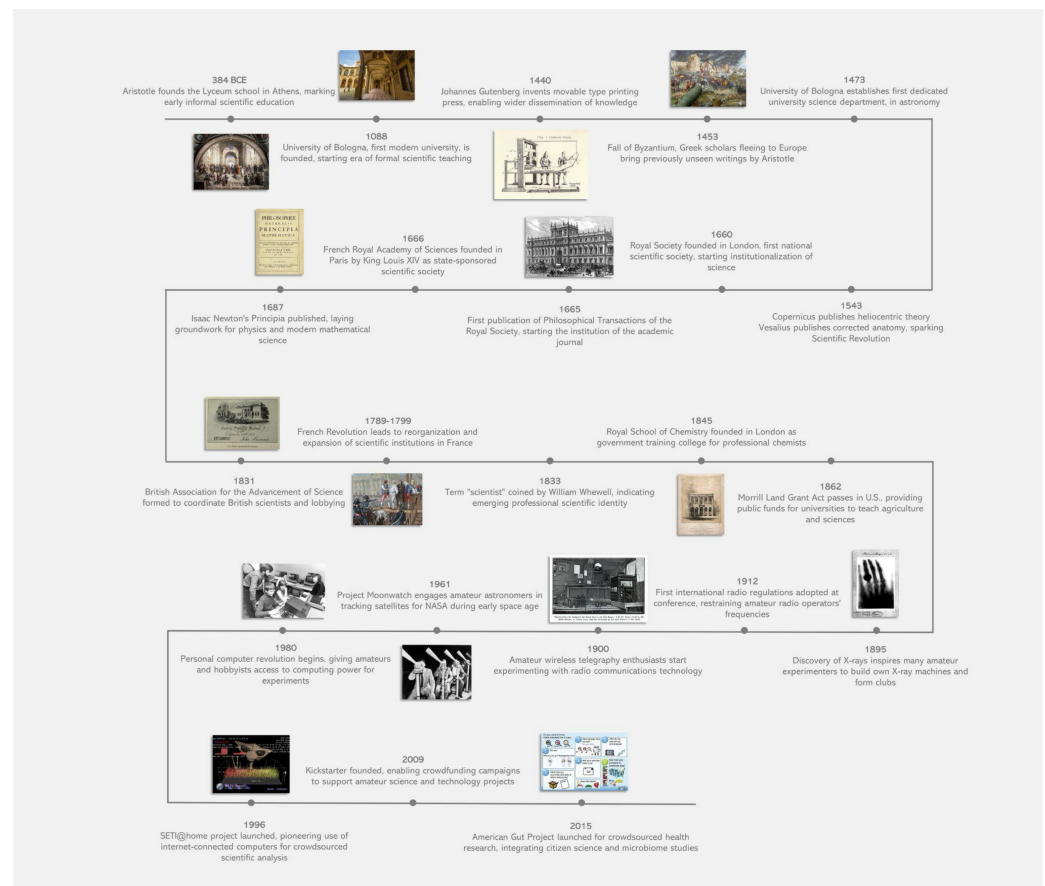 384 BCE
Aristotle founds the Lyceum school in Athens, marking
early informal scientific education
1440
Johannes Gutenberg invents movable type printing
press, enabling wider dissemination of knowledge
1473
University of Bologna establishes first dedicated
university science department, in astronomy
1088
University of Bologna, first modern university, is
founded, starting era of formal scientific teaching
1453
Fall of Byzantium, Greek scholars fleeing to Europe
bring previously unseen writings by Aristotle
PHILOSOPHIÆ
NATURALIS
PRINCIPIA
MATHEMATICA
1666
French Royal Academy of Sciences founded in
Paris by King Louis XIV as state-sponsored
scientific society
1660
Royal Society founded in London, first national
scientific society, starting institutionalization of
science
1687
Isaac Newton's Principia published, laying
groundwork for physics and modern mathematical
science
1665
First publication of Philosophical Transactions of the
Royal Society, starting the institution of the academic
journal
1543
Copernicus publishes heliocentric theory
Vesalius publishes corrected anatomy, sparking
Scientific Revolution
1789-1799
French Revolution leads to reorganization and
expansion of scientific institutions in France
1845
Royal School of Chemistry founded in London as
government training college for professional chemists
1831
British Association for the Advancement of Science
formed to coordinate British scientists and lobbying
1833
Term "scientist" coined by William Whewell, indicating
emerging professional scientific identity
1862
Morrill Land Grant Act passes in U.S., providing
public funds for universities to teach agriculture
and sciences
1961
Project Moonwatch engages amateur astronomers in
tracking satellites for NASA during early space age
1912
First international radio regulations adopted at
conference, restraining amateur radio operators'
frequencies
1980
Personal computer revolution begins, giving amateurs
and hobbyists access to computing power for
experiments
1900
Amateur wireless telegraphy enthusiasts start
experimenting with radio communications technology
1895
Discovery of X-rays inspires many amateur
experimenters to build own X-ray machines and
form clubs
2009
Kickstarter founded, enabling crowdfunding campaigns
to support amateur science and technology projects
1996
SETI@home project launched, pioneering use of
internet-connected computers for crowdsourced
scientific analysis
2015
American Gut Project launched for crowdsourced health
research, integrating citizen science and microbiome studies